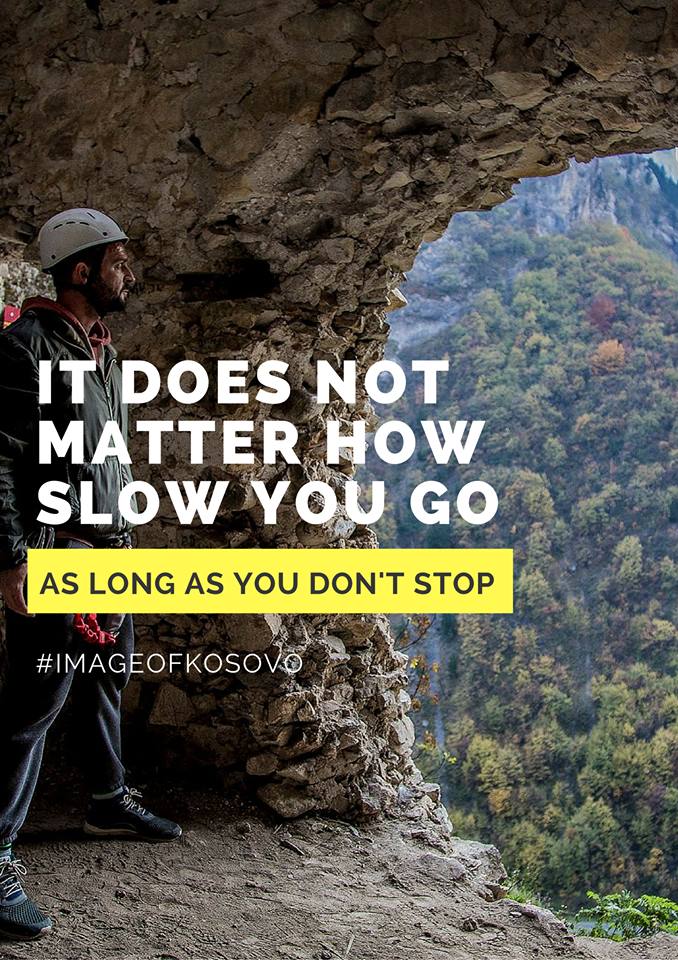 IT DOES NOT
MATTER HOW
SLOW YOU GO
AS LONG AS YOU DON'T STOP
#IMAGEOFKOSOVO